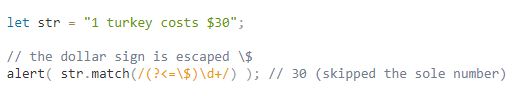 let str = "1 turkey costs $30";
// the dollar sign is escaped \$
alert( str.match(/(?<=\$)\d+/) ); // 30 (skipped the sole number)